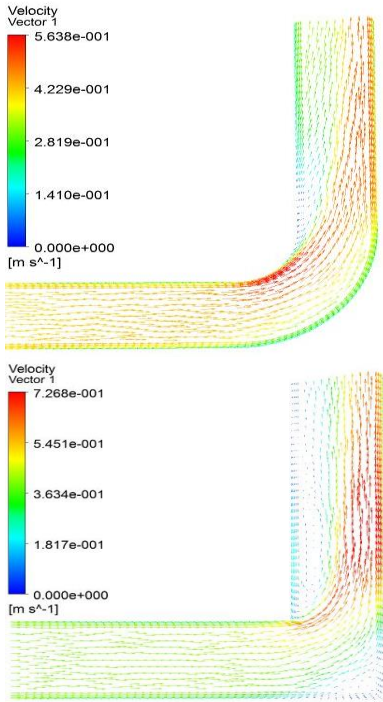 Velocity
Vector 1
5.638e-001
4.229e-001
2.819e-001
1.410e-001
0.000e+000
[m s^-1]
Velocity
Vector 1
7.268e-001
5.451e-001
3.634e-001
1.817e-001
0.000e+000
[m s^-1]